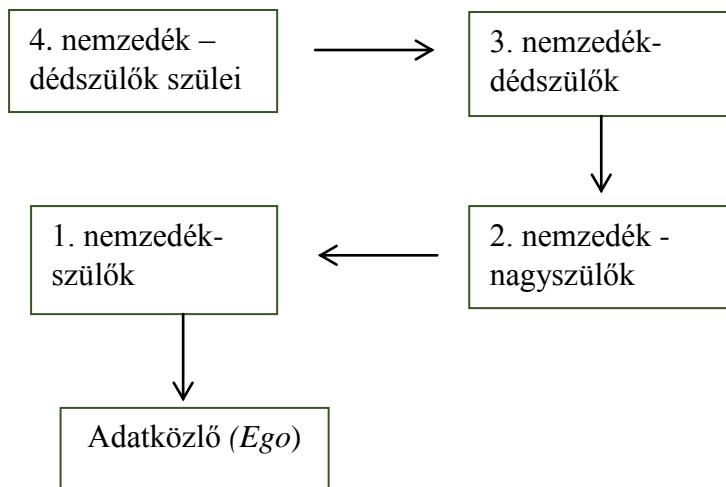 4. nemzedék –
dédszülők szülei
3. nemzedék-
dédszülők
1. nemzedék-
szülők
2. nemzedék -
nagyszülők
Adatközlő (Ego)